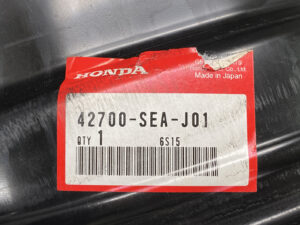 HONDA
Made in Japan
42700-SEA-J01
QTY 1 6S15